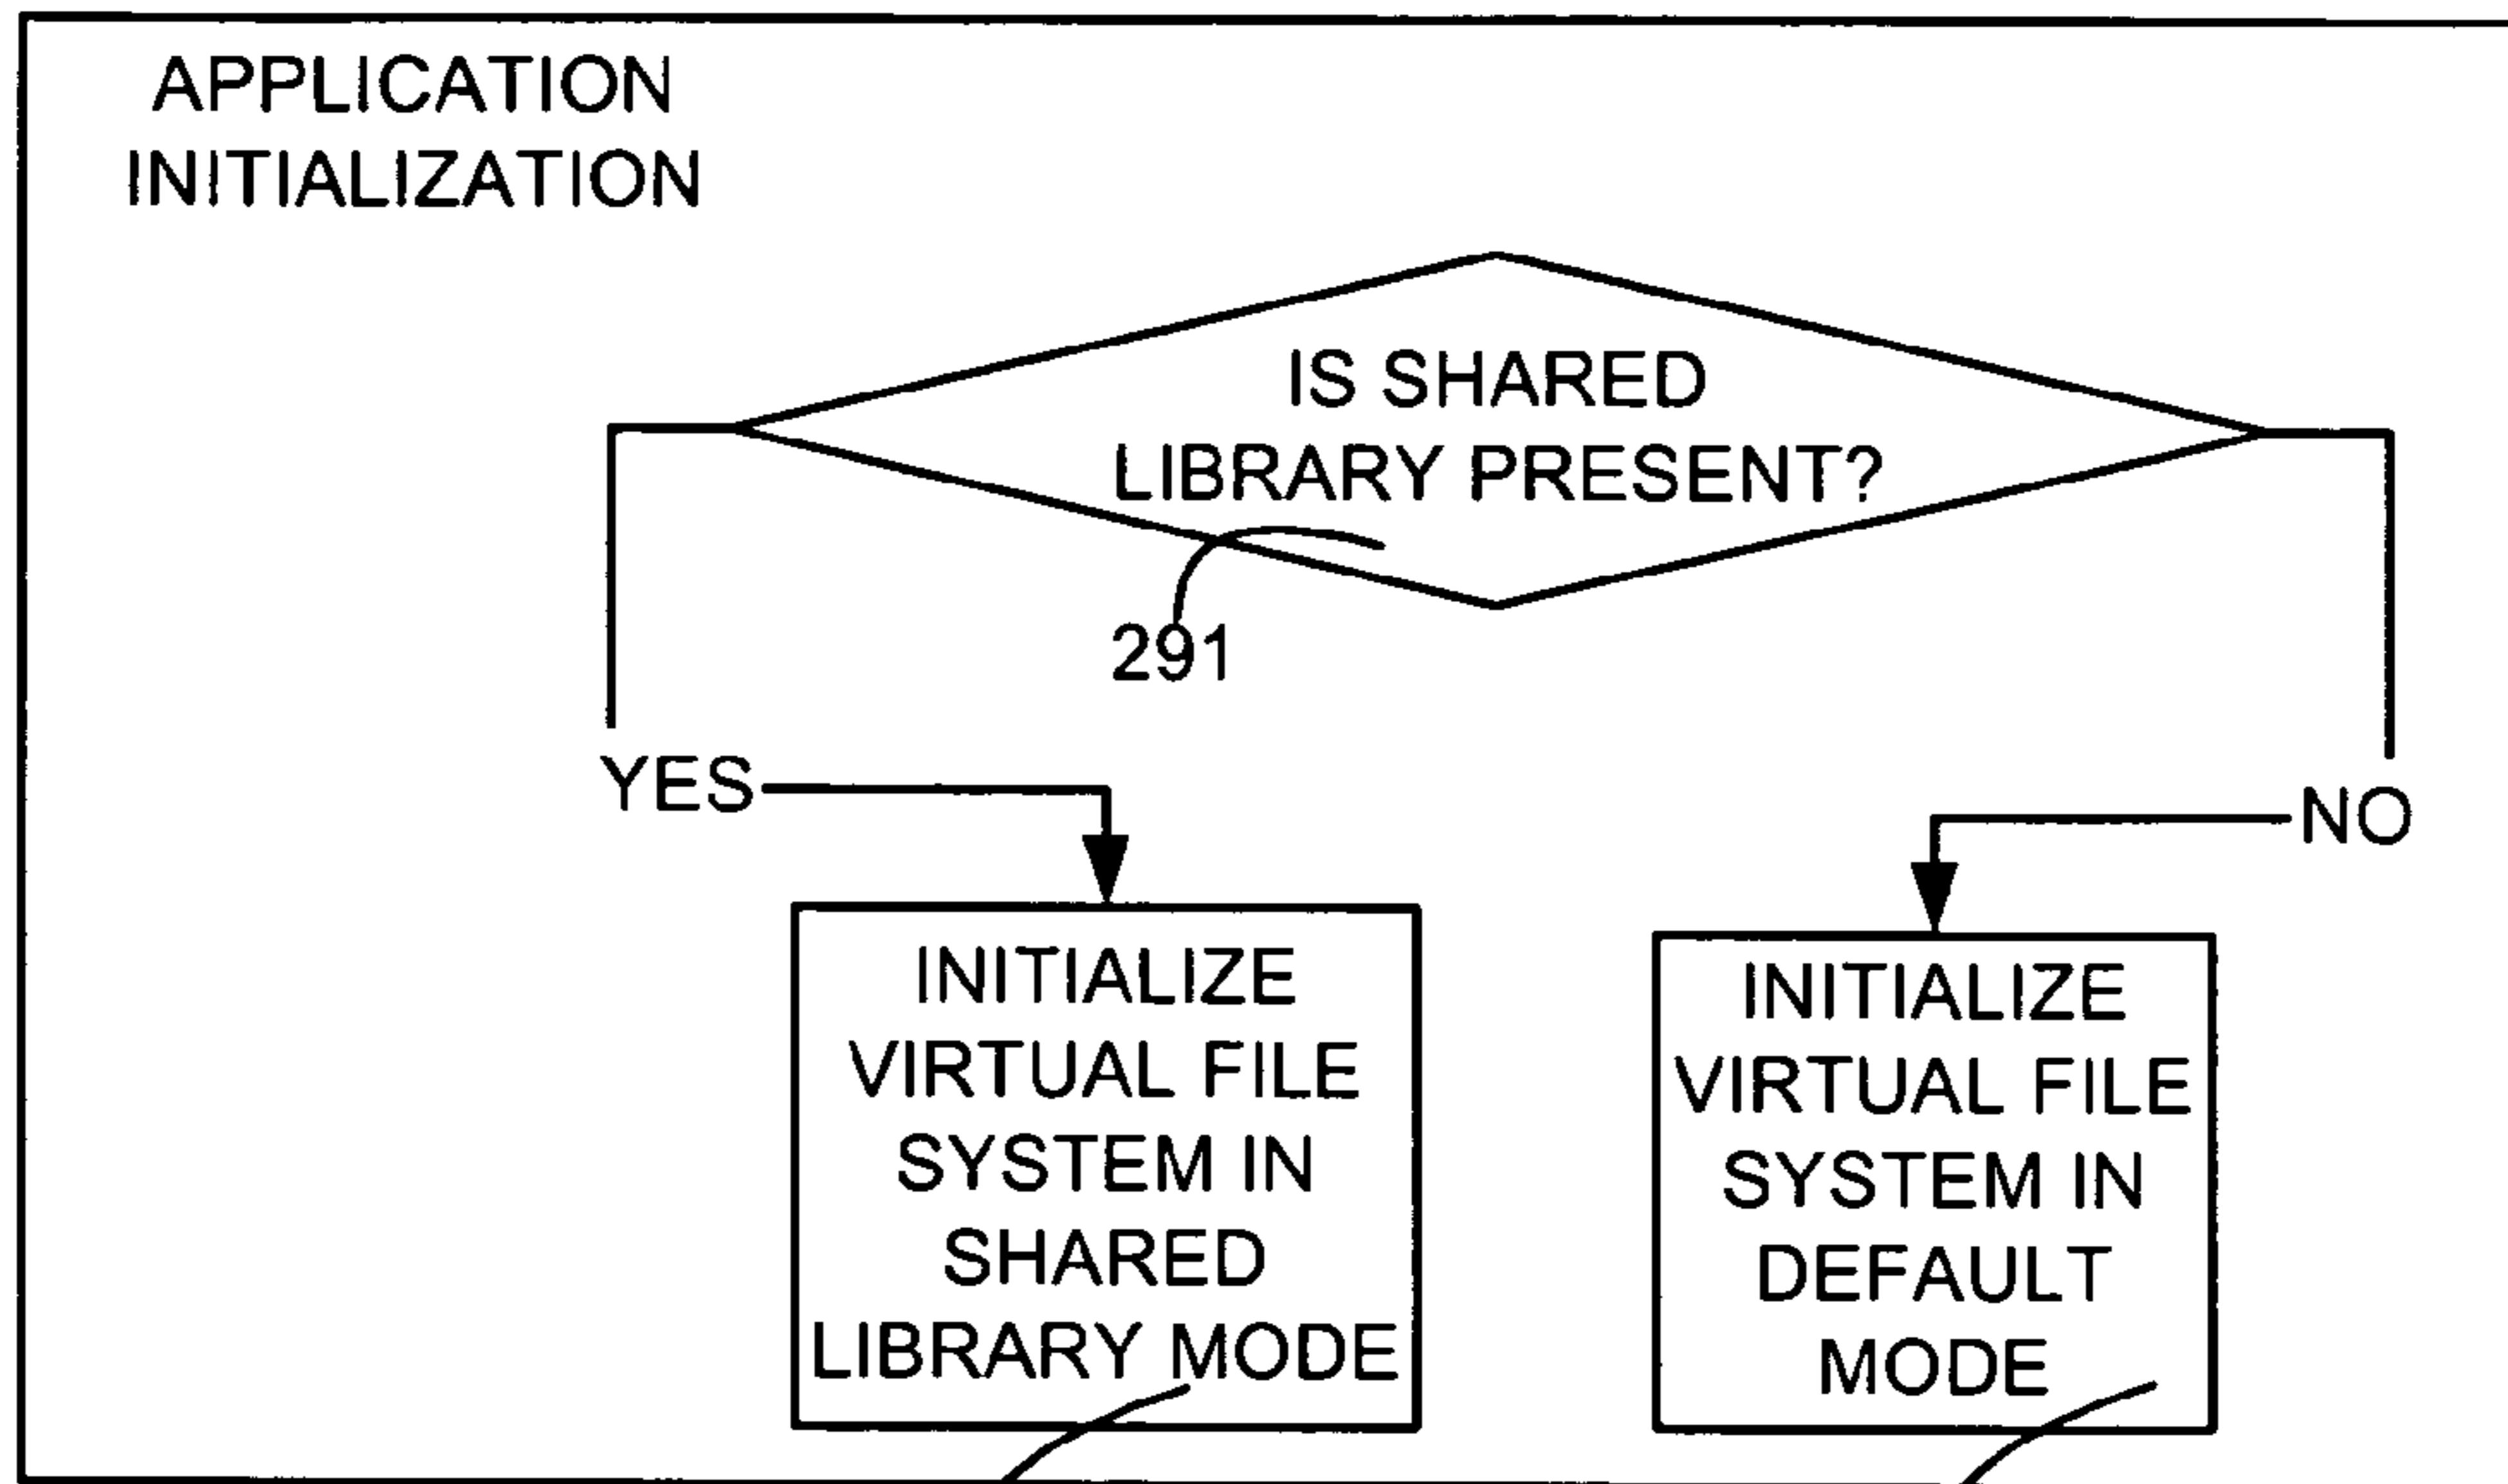 APPLICATION
INITIALIZATION
IS SHARED
LIBRARY PRESENT?
291
YES
NO
INITIALIZE
VIRTUAL FILE
SYSTEM IN
SHARED
LIBRARY MODE
INITIALIZE
VIRTUAL FILE
SYSTEM IN
DEFAULT
MODE